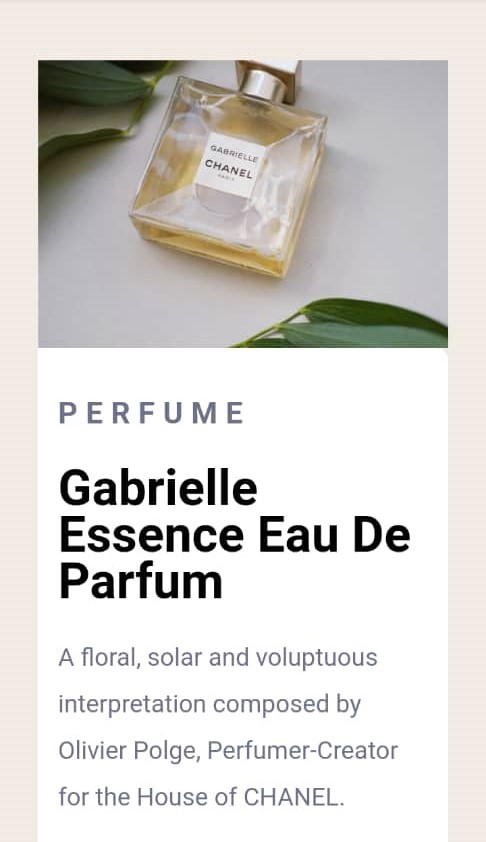 GABRIELLE
CHANEL
PARIS
PERFUME
Gabrielle
Essence Eau De
Parfum
A floral, solar and voluptuous
interpretation composed by
Olivier Polge, Perfumer-Creator
for the House of CHANEL.